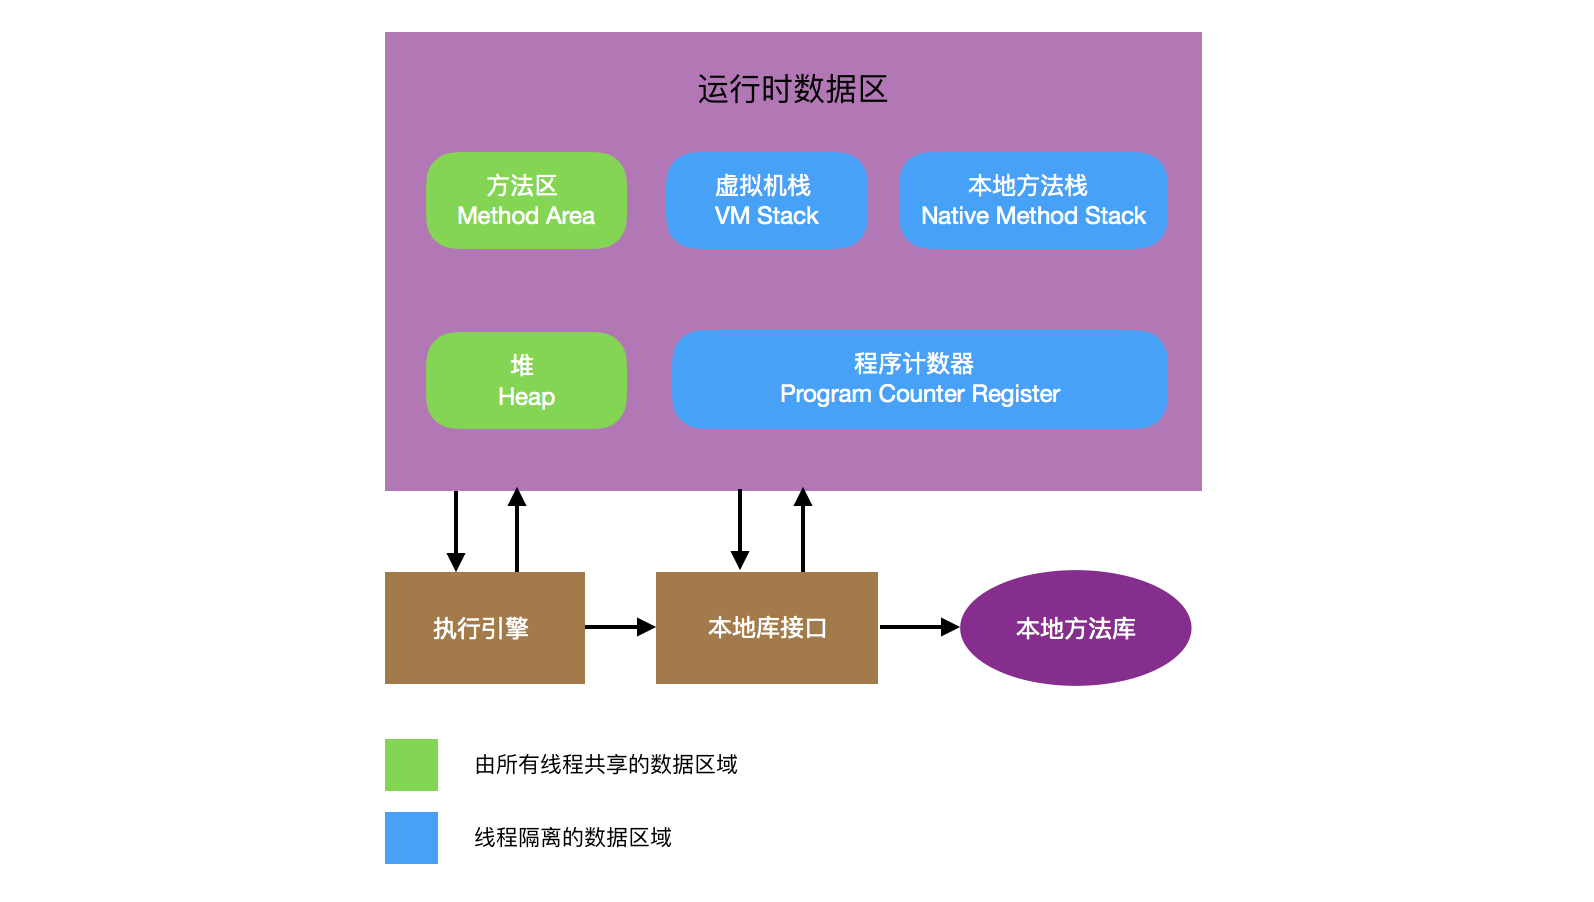 运行时数据区
方法区
Method Area
虚拟机栈
VM Stack
本地方法栈
Native Method Stack
堆
Heap
程序计数器
Program Counter Register
执行引擎
本地库接口
本地方法库
由所有线程共享的数据区域
线程隔离的数据区域